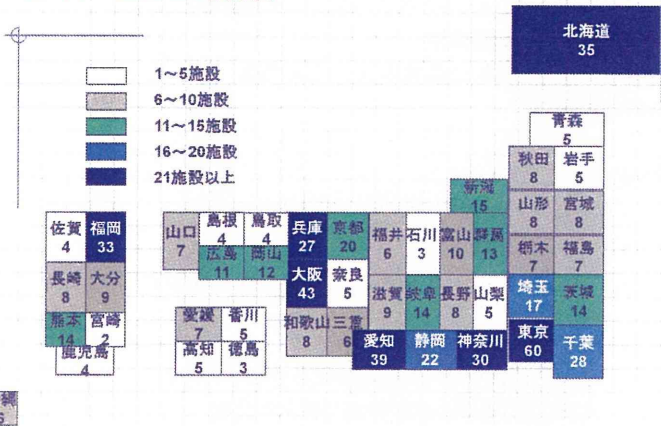 北海道
35
1～5施設
6～10施設
11～15施設
16～20施設
21施設以上
青森
5
秋田
8
岩手
5
新潟
15
山形
8
宮城
8
佐賀
4
福岡
33
山口
7
島根
4
鳥取
4
兵庫
27
京都
20
福井
6
石川
3
富山
10
群馬
13
栃木
7
福島
7
広島
11
岡山
12
長崎
8
大分
9
大阪
43
奈良
5
滋賀
9
岐阜
14
長野
8
山梨
5
埼玉
17
茨城
14
熊本
14
宮崎
2
愛媛
7
香川
5
和歌山
8
三重
6
愛知
39
静岡
22
神奈川
30
東京
60
千葉
28
鹿児島
4
高知
5
徳島
3
縄
6